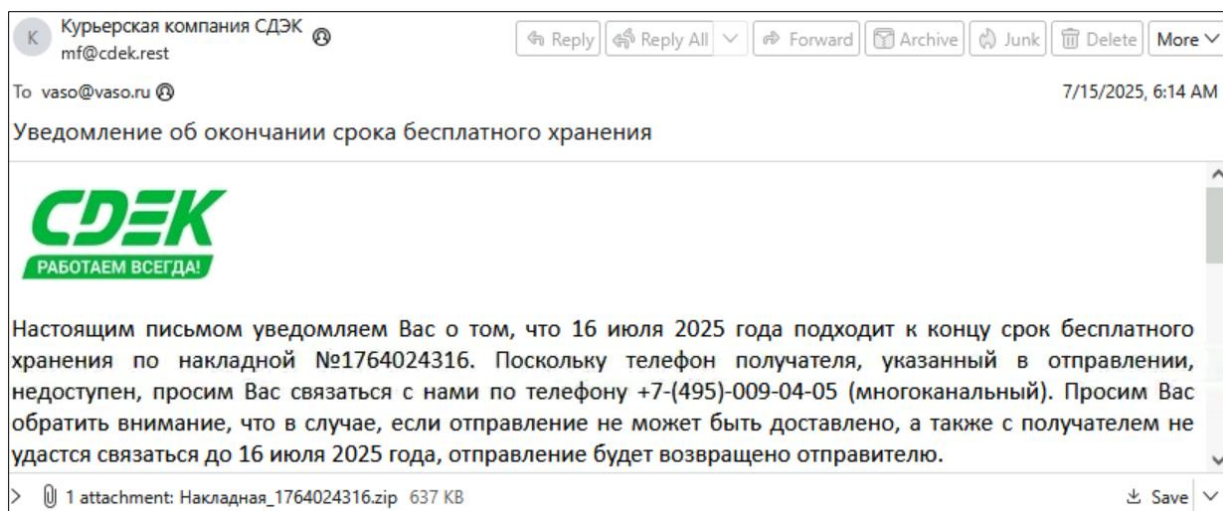 К
Курьерская компания СДЭК
mf@cdek.rest
Reply
Reply All
Forward
Archive
Junk
Delete
More
To vaso@vaso.ru
7/15/2025, 6:14 AM
Уведомление об окончании срока бесплатного хранения
CDEK
РАБОТАЕМ ВСЕГДА!
Настоящим письмом уведомляем Вас о том, что 16 июля 2025 года подходит к концу срок бесплатного
хранения по накладной №1764024316. Поскольку телефон получателя, указанный в отправлении,
недоступен, просим Вас связаться с нами по телефону +7-(495)-009-04-05 (многоканальный). Просим Вас
обратить внимание, что в случае, если отправление не может быть доставлено, а также с получателем не
удастся связаться до 16 июля 2025 года, отправление будет возвращено отправителю.
1 attachment: Накладная_1764024316.zip 637 KB
Save